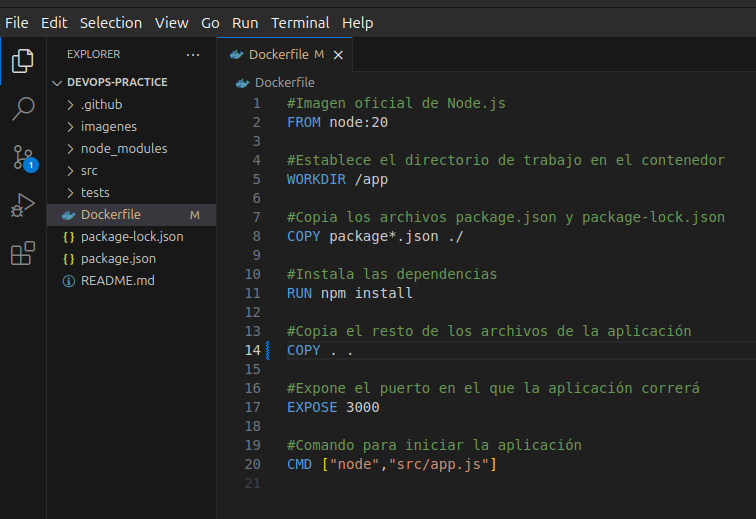 File Edit Selection View Go Run Terminal Help
EXPLORER ...
DEVOPS-PRACTICE
.github
imagenes
node_modules
src
tests
Dockerfile M
package-lock.json
package.json
README.md
1
Dockerfile M
Dockerfile
1 #Imagen oficial de Node.js
2 FROM node:20
3
4 #Establece el directorio de trabajo en el contenedor
5 WORKDIR /app
6
7 #Copia los archivos package.json y package-lock.json
8 COPY package*.json ./
9
10 #Instala las dependencias
11 RUN npm install
12
13 #Copia el resto de los archivos de la aplicación
14 COPY . .
15
16 #Expone el puerto en el que la aplicación correrá
17 EXPOSE 3000
18
19 #Comando para iniciar la aplicación
20 CMD ["node","src/app.js"]
21